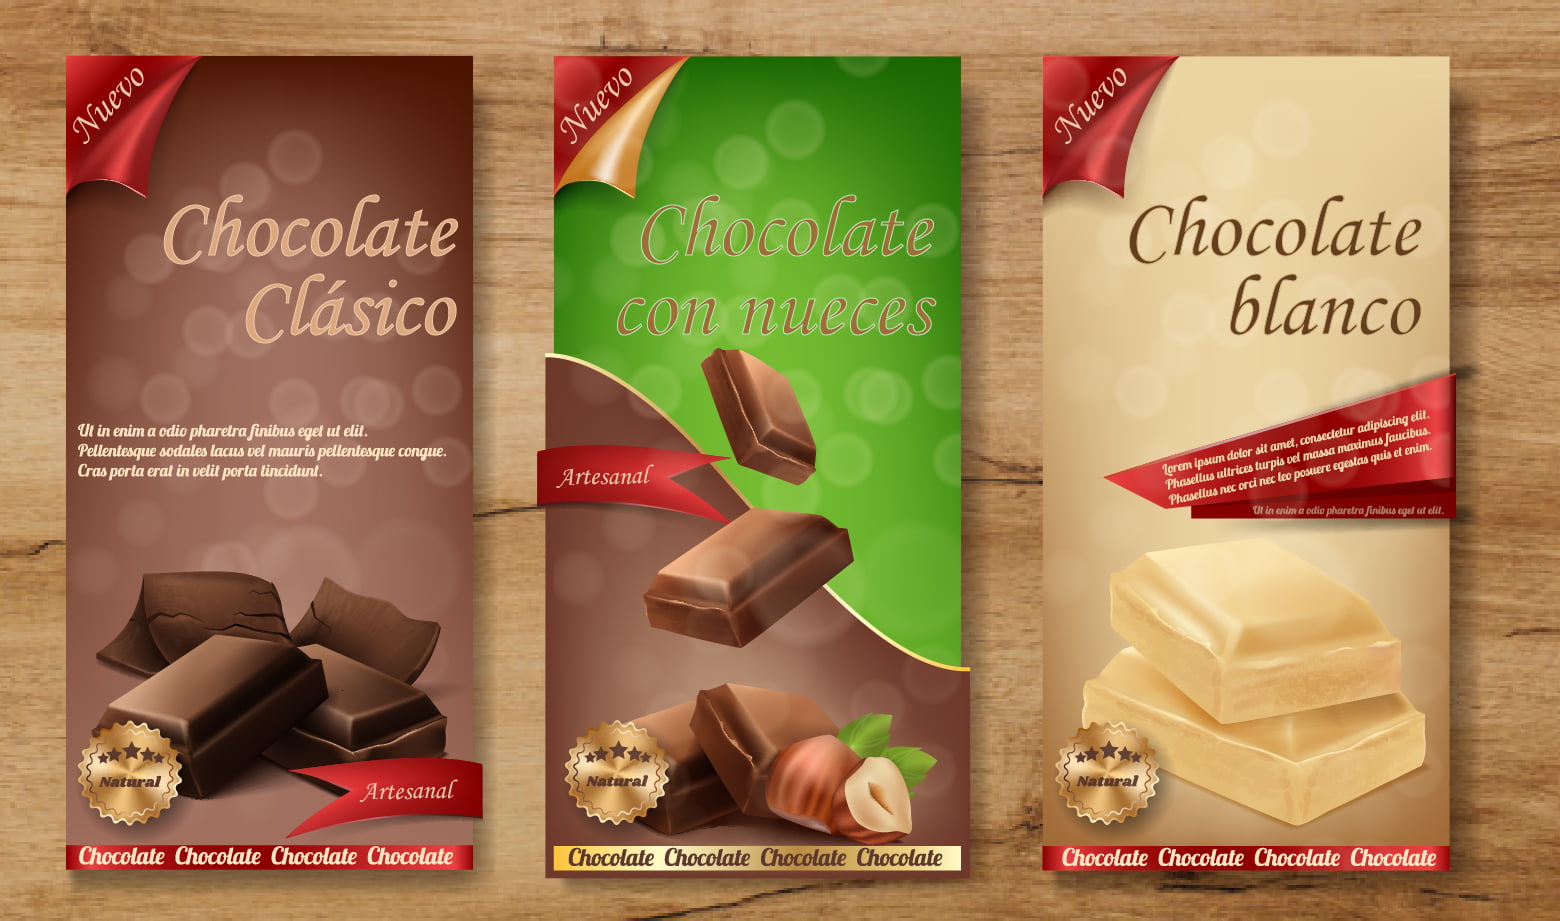 Nuevo
Chocolate
Clásico
Ut in enim a odio pharetra finibus eget ut elit.
Pellentesque sodales lacus vel mauris pellentesque congue.
Cras porta erat in velit porta tincidunt.
Natural
Artesanal
Chocolate Chocolate Chocolate Chocolate
Nuevo
Chocolate
con nueces
Artesanal
Natural
Chocolate Chocolate Chocolate Chocolate
Nuevo
Chocolate
blanco
Lorem ipsum dolor sit amet, consectetur adipiscing elit.
Phasellus ultrices turpis vel massa maximus faucibus.
Phasellus nec orci nec leo posuere egestas quis et enim.
Ut in enim a odio pharetra finibus eget ut elit.
Natural
Chocolate Chocolate Chocolate Chocolate